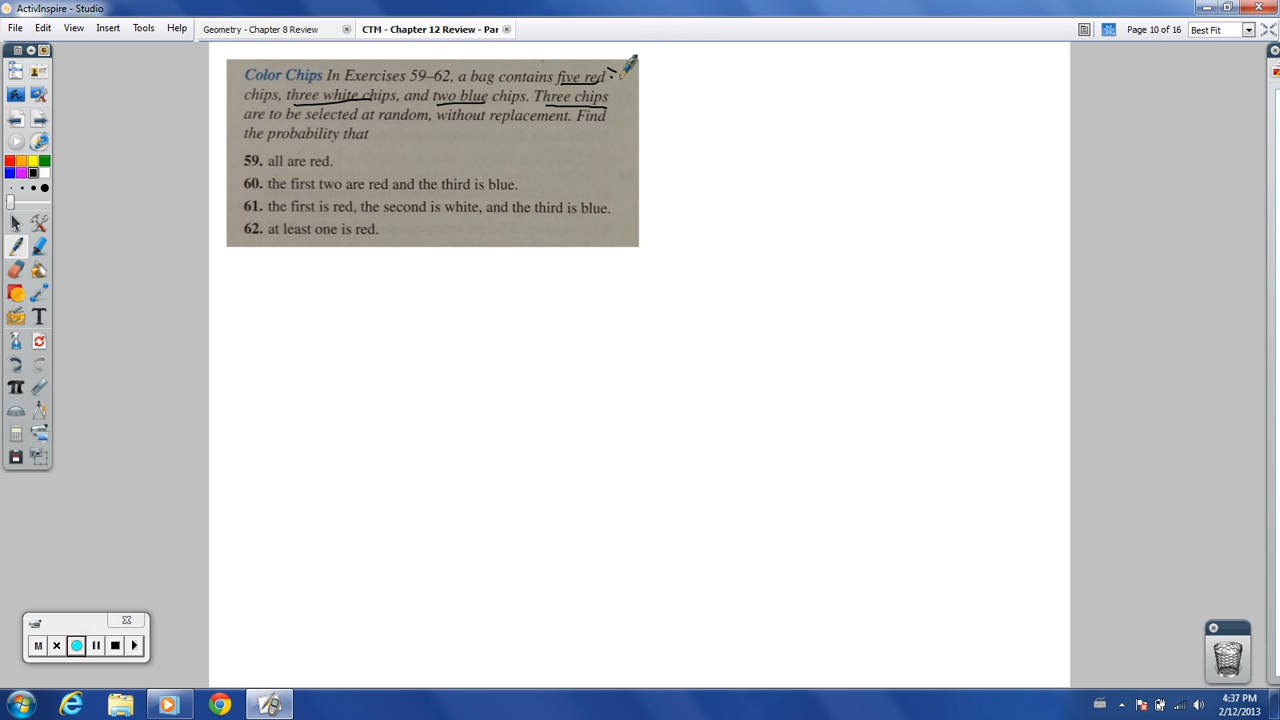 ActivInspire - Studio
File Edit View Insert Tools Help
Geometry - Chapter 8 Review
CTM - Chapter 12 Review - Par
Page 10 of 16
Best Fit
Color Chips In Exercises 59–62, a bag contains five red
chips, three white chips, and two blue chips. Three chips
are to be selected at random, without replacement. Find
the probability that
59. all are red.
60. the first two are red and the third is blue.
61. the first is red, the second is white, and the third is blue.
62. at least one is red.
M
4:37 PM
2/12/2013